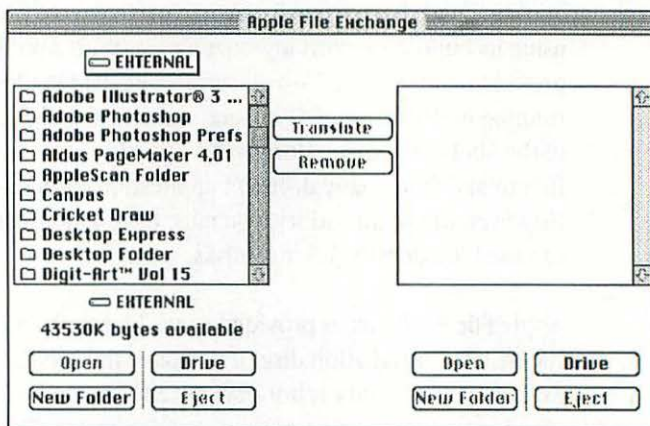 Apple File Exchange
EXTERNAL
Adobe Illustrator® 3 ...
Adobe Photoshop
Adobe Photoshop Prefs
Aldus PageMaker 4.01
AppleScan Folder
Canvas
Cricket Draw
Desktop Express
Desktop Folder
Digit-Art™ Vol 15
Translate
Remove
EXTERNAL
43530K bytes available
Open
Drive
New Folder
Eject
Open
Drive
New Folder
Eject